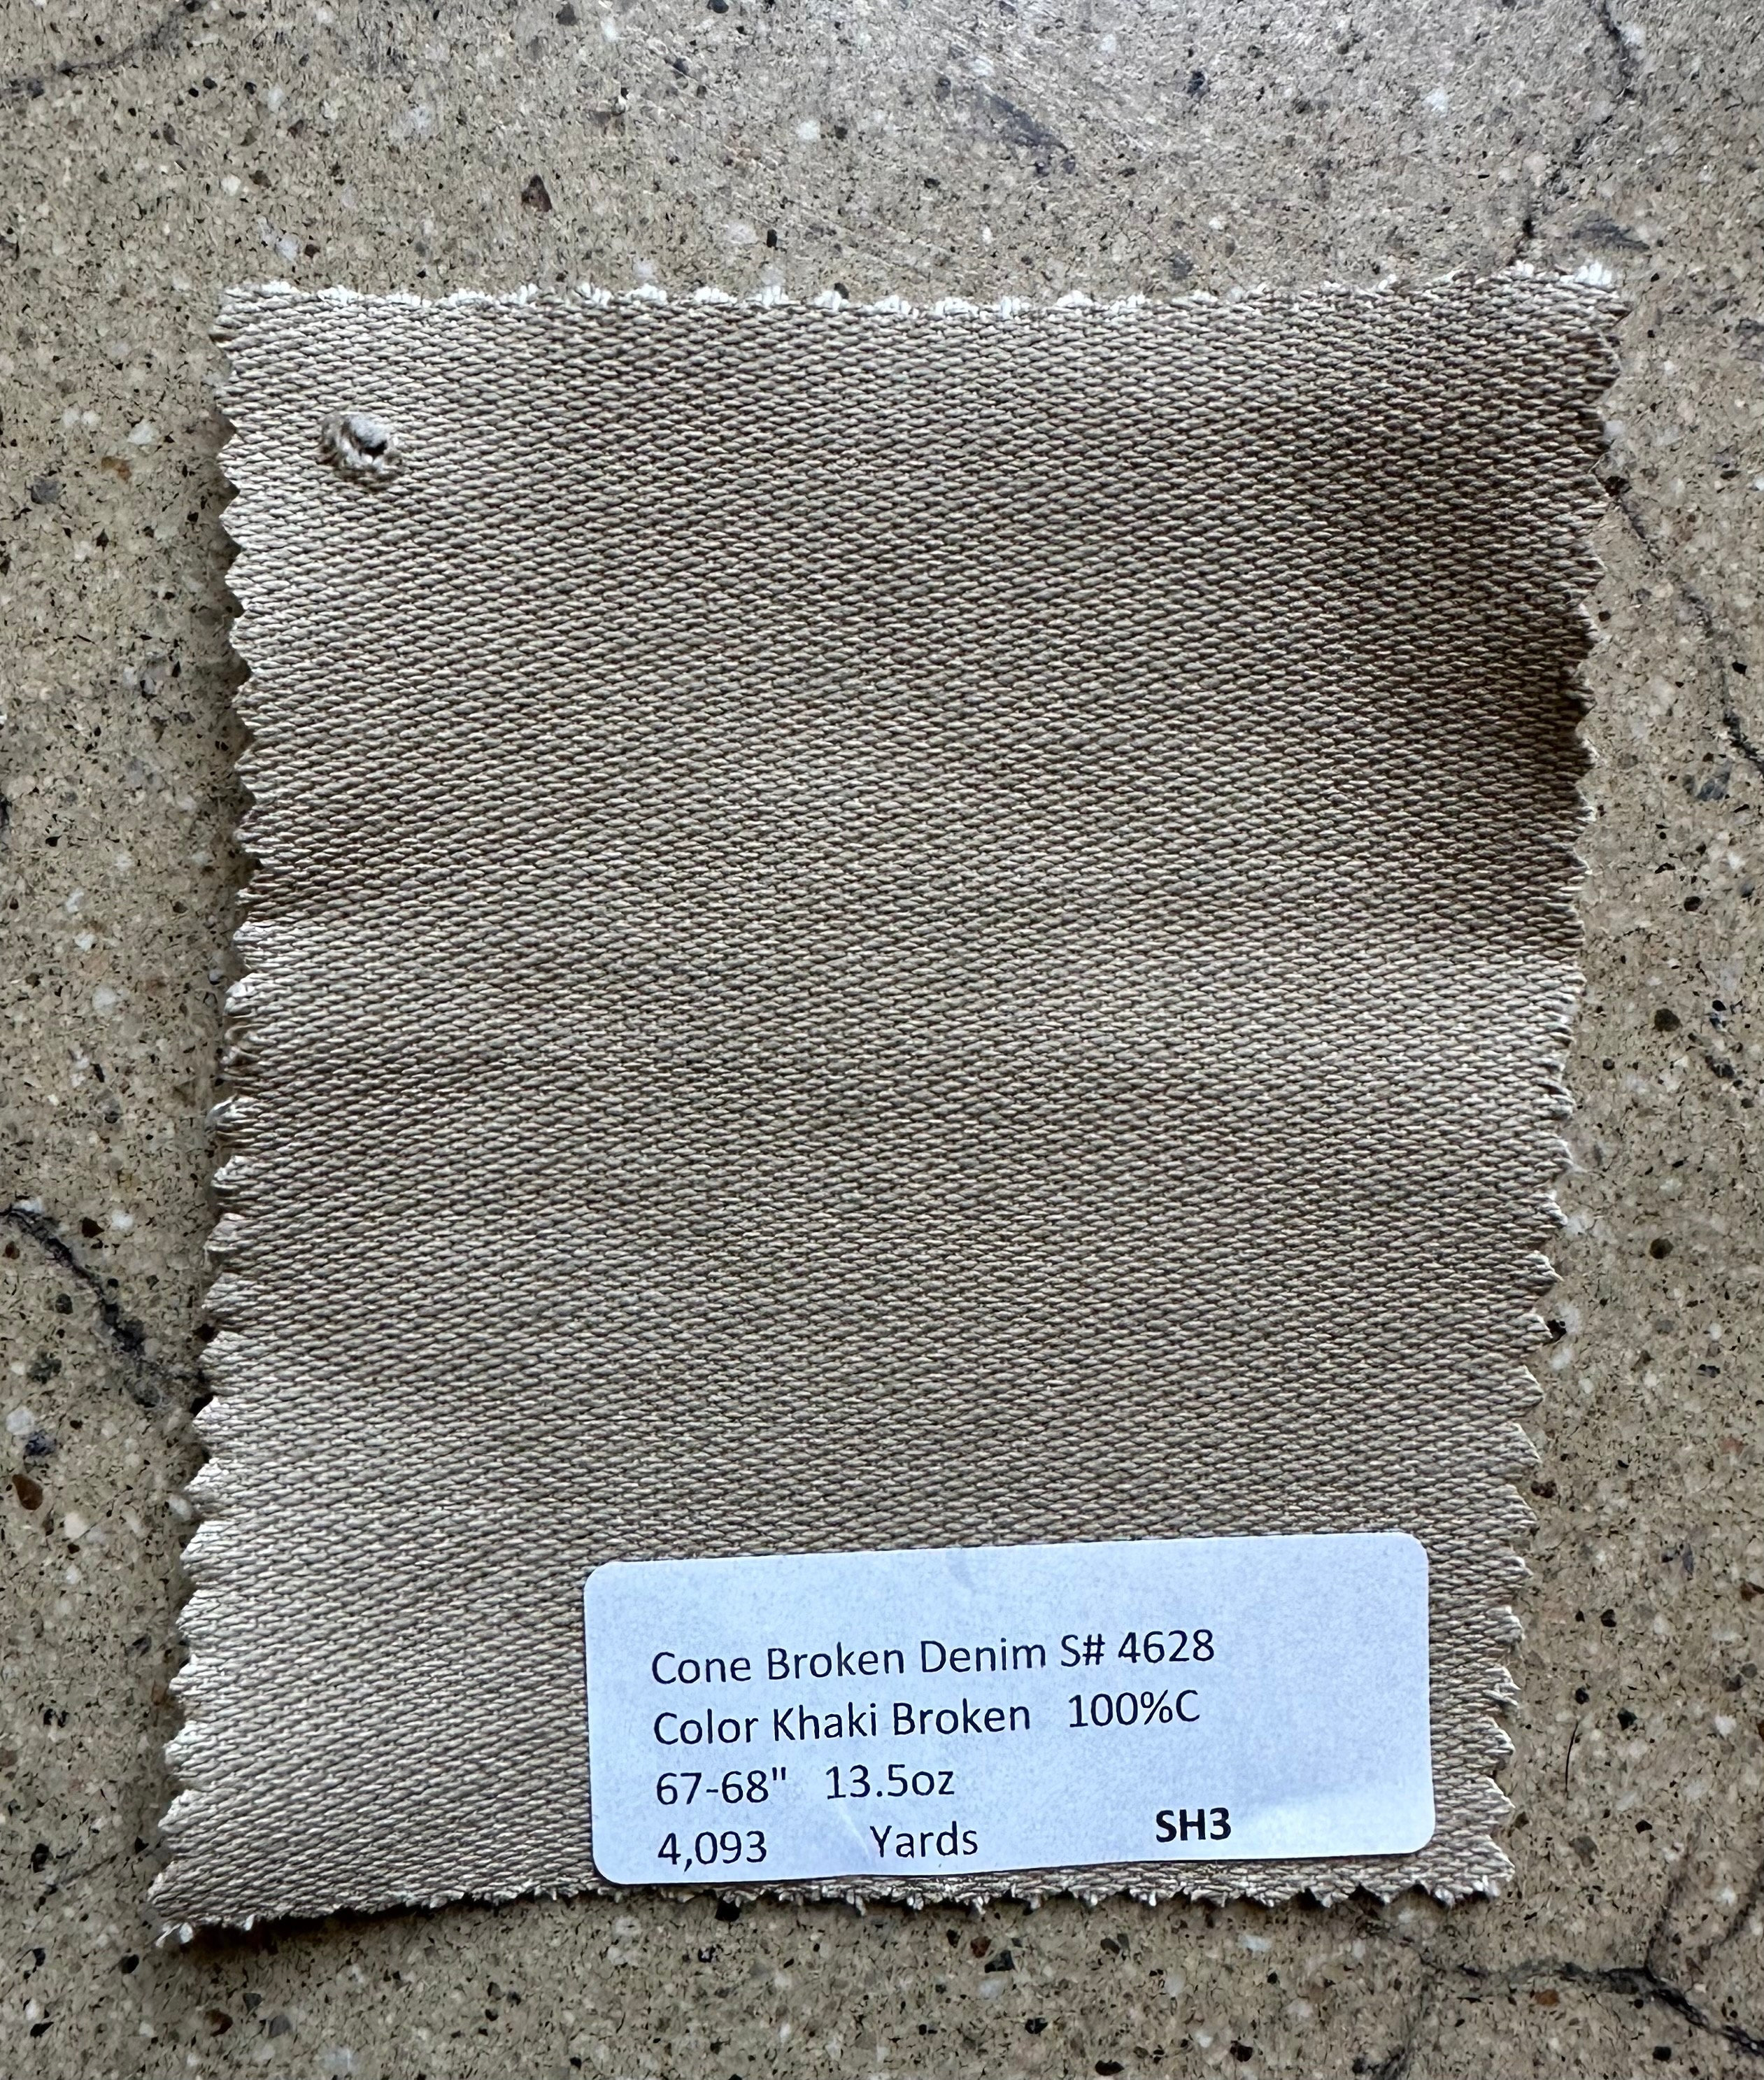 Cone Broken Denim S# 4628
Color Khaki Broken 100%C
67-68" 13.5oz
4,093 Yards SH3